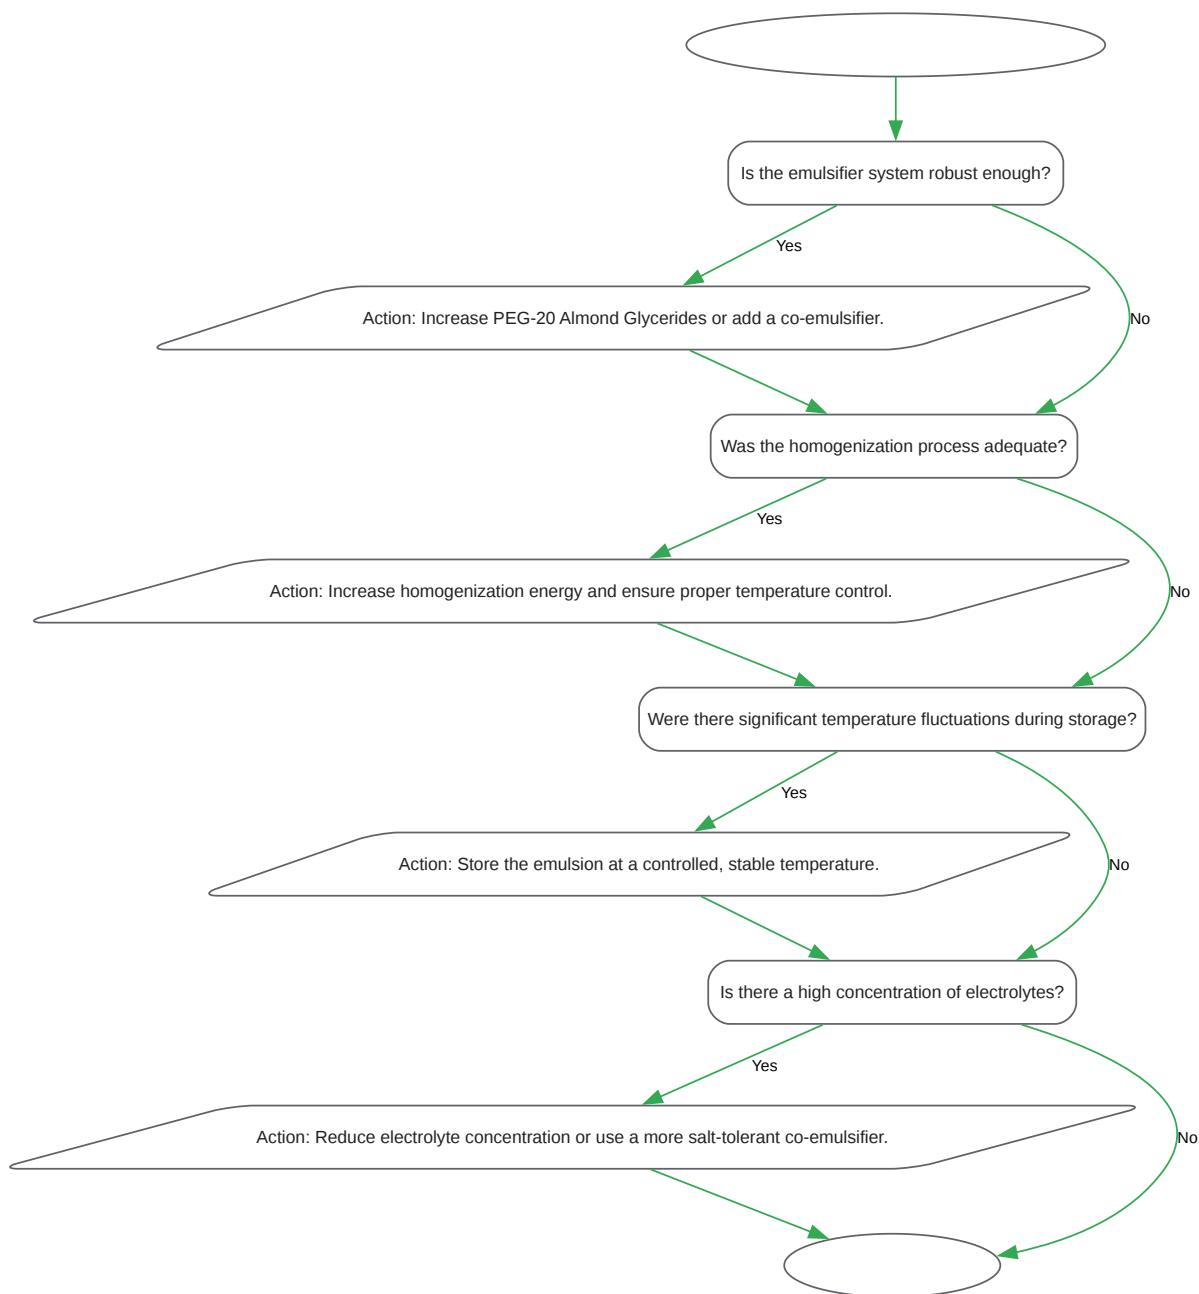 Is the emulsifier system robust enough?
Yes
Action: Increase PEG-20 Almond Glycerides or add a co-emulsifier.
No
Was the homogenization process adequate?
Yes
Action: Increase homogenization energy and ensure proper temperature control.
No
Were there significant temperature fluctuations during storage?
Yes
Action: Store the emulsion at a controlled, stable temperature.
No
Is there a high concentration of electrolytes?
Yes
Action: Reduce electrolyte concentration or use a more salt-tolerant co-emulsifier.
No